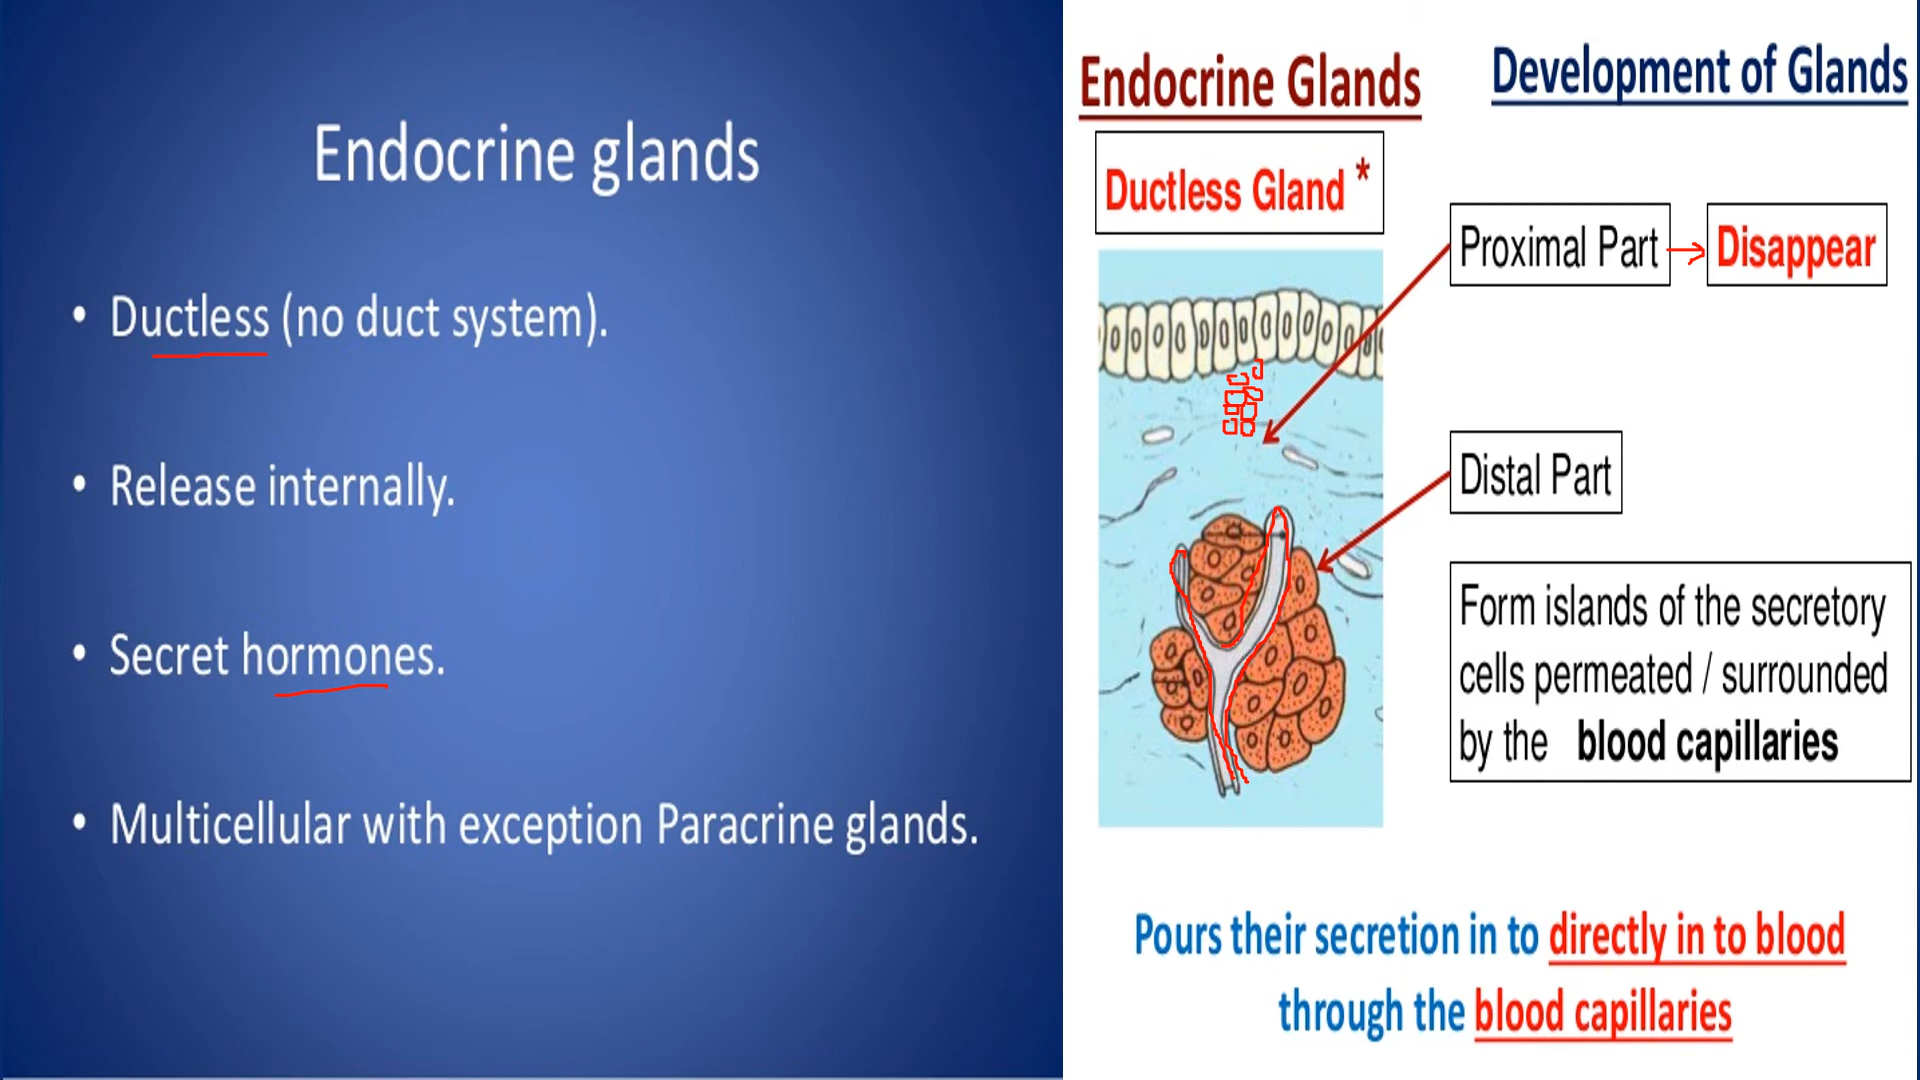 Endocrine glands
• Ductless (no duct system).
• Release internally.
• Secret hormones.
• Multicellular with exception Paracrine glands.
Endocrine Glands
Development of Glands
Ductless Gland *
Proximal Part
Disappear
Distal Part
Form islands of the secretory
cells permeated / surrounded
by the blood capillaries
Pours their secretion in to directly in to blood
through the blood capillaries